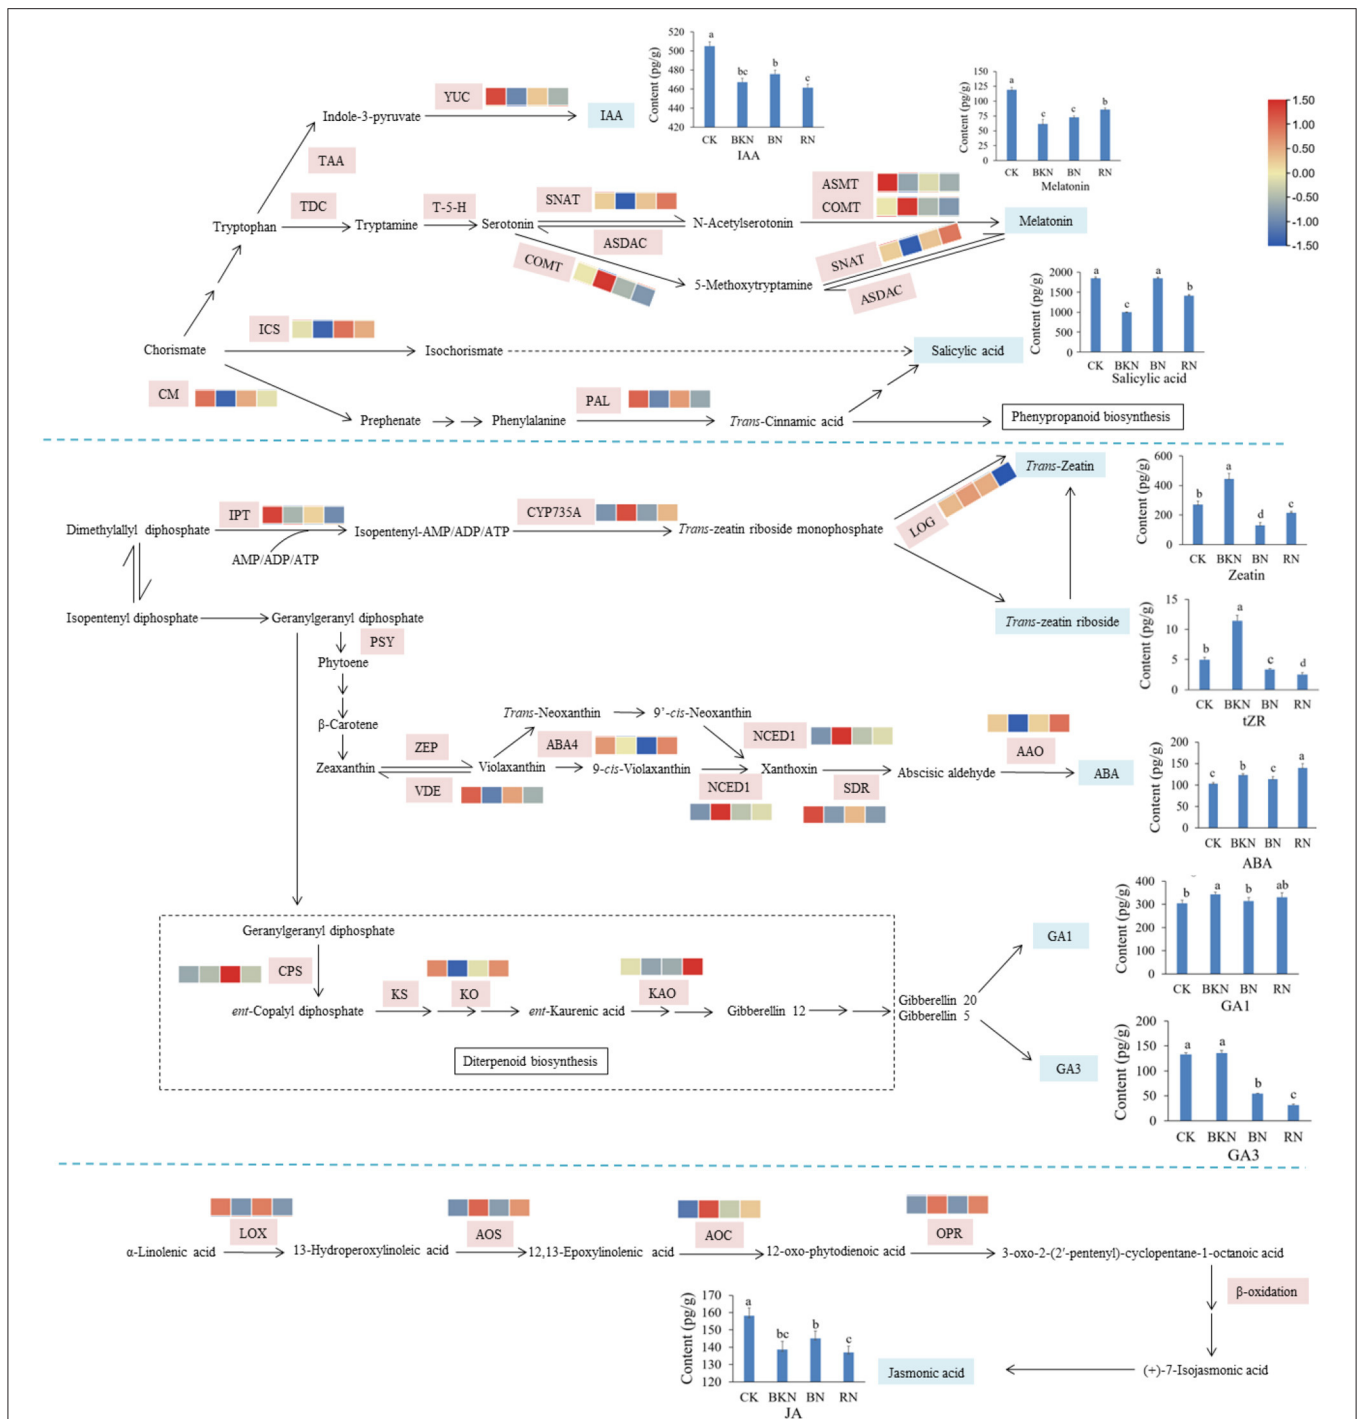 520
500
480
460
440
420
Content (pg/g)
a
bc
b
c
CK BKN BN RN
IAA
YUC
Indole-3-pyruvate
IAA
150
125
100
75
50
25
0
Content (pg/g)
a
c
c
b
CK BKN BN RN
Melatonin
1.50
1.00
0.50
0.00
-0.50
-1.00
-1.50
TAA
TDC
T-5-H
SNAT
ASMT
COMT
Tryptophan
Tryptamine
Serotonin
N-Acetylserotonin
Melatonin
ASDAC
COMT
SNAT
5-Methoxytryptamine
ASDAC
2000
1500
1000
500
0
Content (pg/g)
a
c
a
b
CK BKN BN RN
Salicylic acid
ICS
Chorismate
Isochorismate
Salicylic acid
CM
PAL
Prephenate
Phenylalanine
Trans-Cinnamic acid
Phenypropanoid biosynthesis
Trans-Zeatin
600
400
200
0
Content (pg/g)
b
a
d
c
CK BKN BN RN
Zeatin
IPT
CYP735A
LOG
Dimethylallyl diphosphate
Isopentenyl-AMP/ADP/ATP
Trans-zeatin riboside monophosphate
AMP/ADP/ATP
Isopentenyl diphosphate
Geranylgeranyl diphosphate
Trans-zeatin riboside
15
10
5
0
Content (pg/g)
b
a
c
d
CK BKN BN RN
tZR
PSY
Phytoene
β-Carotene
Trans-Neoxanthin
9’-cis-Neoxanthin
ZEP
ABA4
NCED1
AAO
Zeaxanthin
Violaxanthin
9-cis-Violaxanthin
Xanthoxin
Abscisic aldehyde
ABA
VDE
NCED1
SDR
200
150
100
50
0
Content (pg/g)
c
b
c
a
CK BKN BN RN
ABA
400
300
200
100
0
Content (pg/g)
b
a
b
ab
CK BKN BN RN
GA1
Geranylgeranyl diphosphate
GA1
CPS
KS
KO
KAO
ent-Copalyl diphosphate
ent-Kaurenic acid
Gibberellin 12
Gibberellin 20
Gibberellin 5
Diterpenoid biosynthesis
GA3
200
150
100
50
0
Content (pg/g)
a
a
b
c
CK BKN BN RN
GA3
LOX
AOS
AOC
OPR
α-Linolenic acid
13-Hydroperoxylinoleic acid
12,13-Epoxylinolenic acid
12-oxo-phytodienoic acid
3-oxo-2-(2′-pentenyl)-cyclopentane-1-octanoic acid
β-oxidation
170
160
150
140
130
120
Content (pg/g)
a
bc
b
c
CK BKN BN RN
JA
Jasmonic acid
(+)-7-Isojasmonic acid